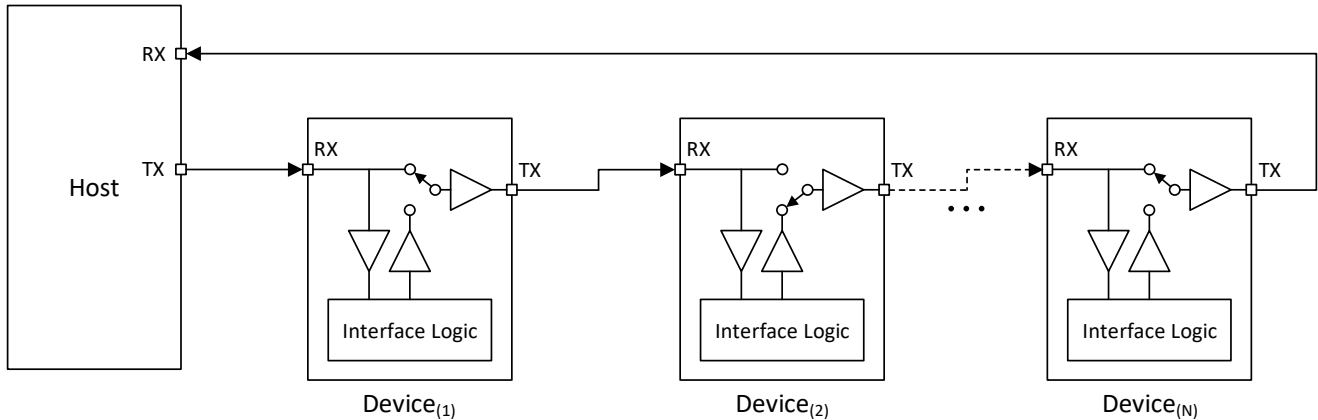 RX
TX
Host
RX
TX
Interface Logic
Device(1)
RX
TX
Interface Logic
Device(2)
...
RX
TX
Interface Logic
Device(N)